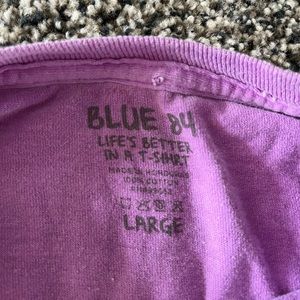 BLUE 84
LIFE'S BETTER
IN A T-SHIRT
MADE IN HONDURAS
100% COTTON
LARGE